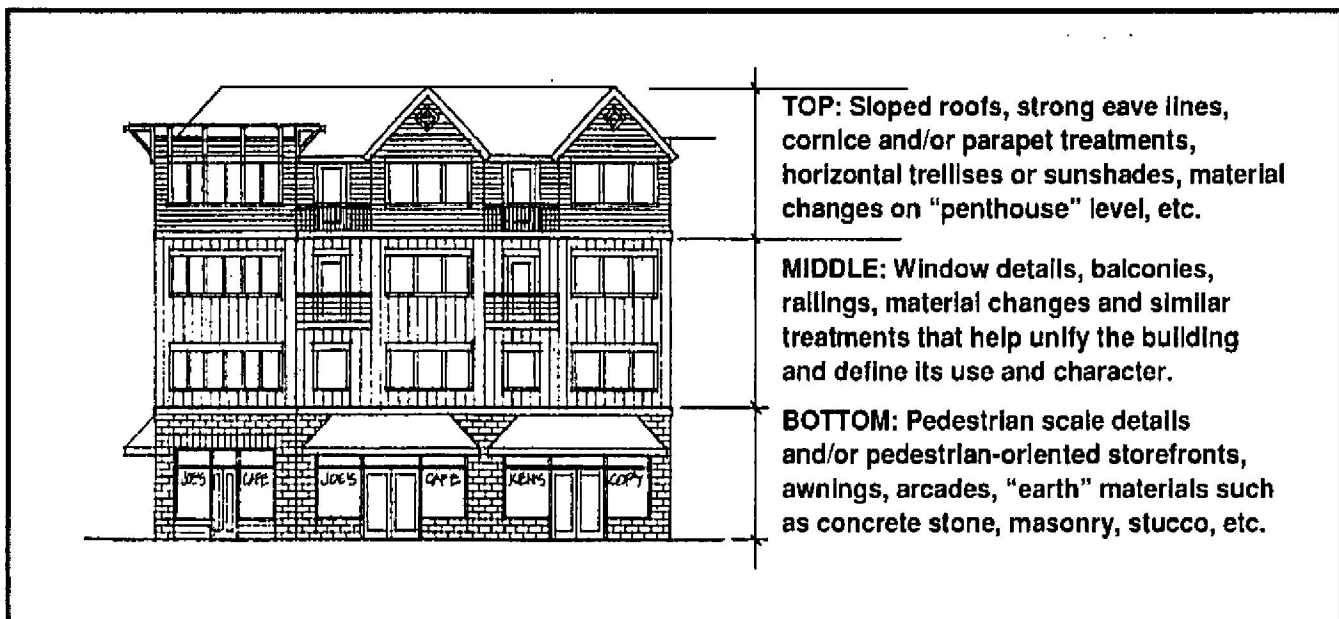 TOP: Sloped roofs, strong eave lines,
cornice and/or parapet treatments,
horizontal trellises or sunshades, material
changes on “penthouse” level, etc.
MIDDLE: Window details, balconies,
railings, material changes and similar
treatments that help unify the building
and define its use and character.
BOTTOM: Pedestrian scale details
and/or pedestrian-oriented storefronts,
awnings, arcades, “earth” materials such
as concrete stone, masonry, stucco, etc.
JOE'S CAFE JOE'S CAFE KEN'S COPY